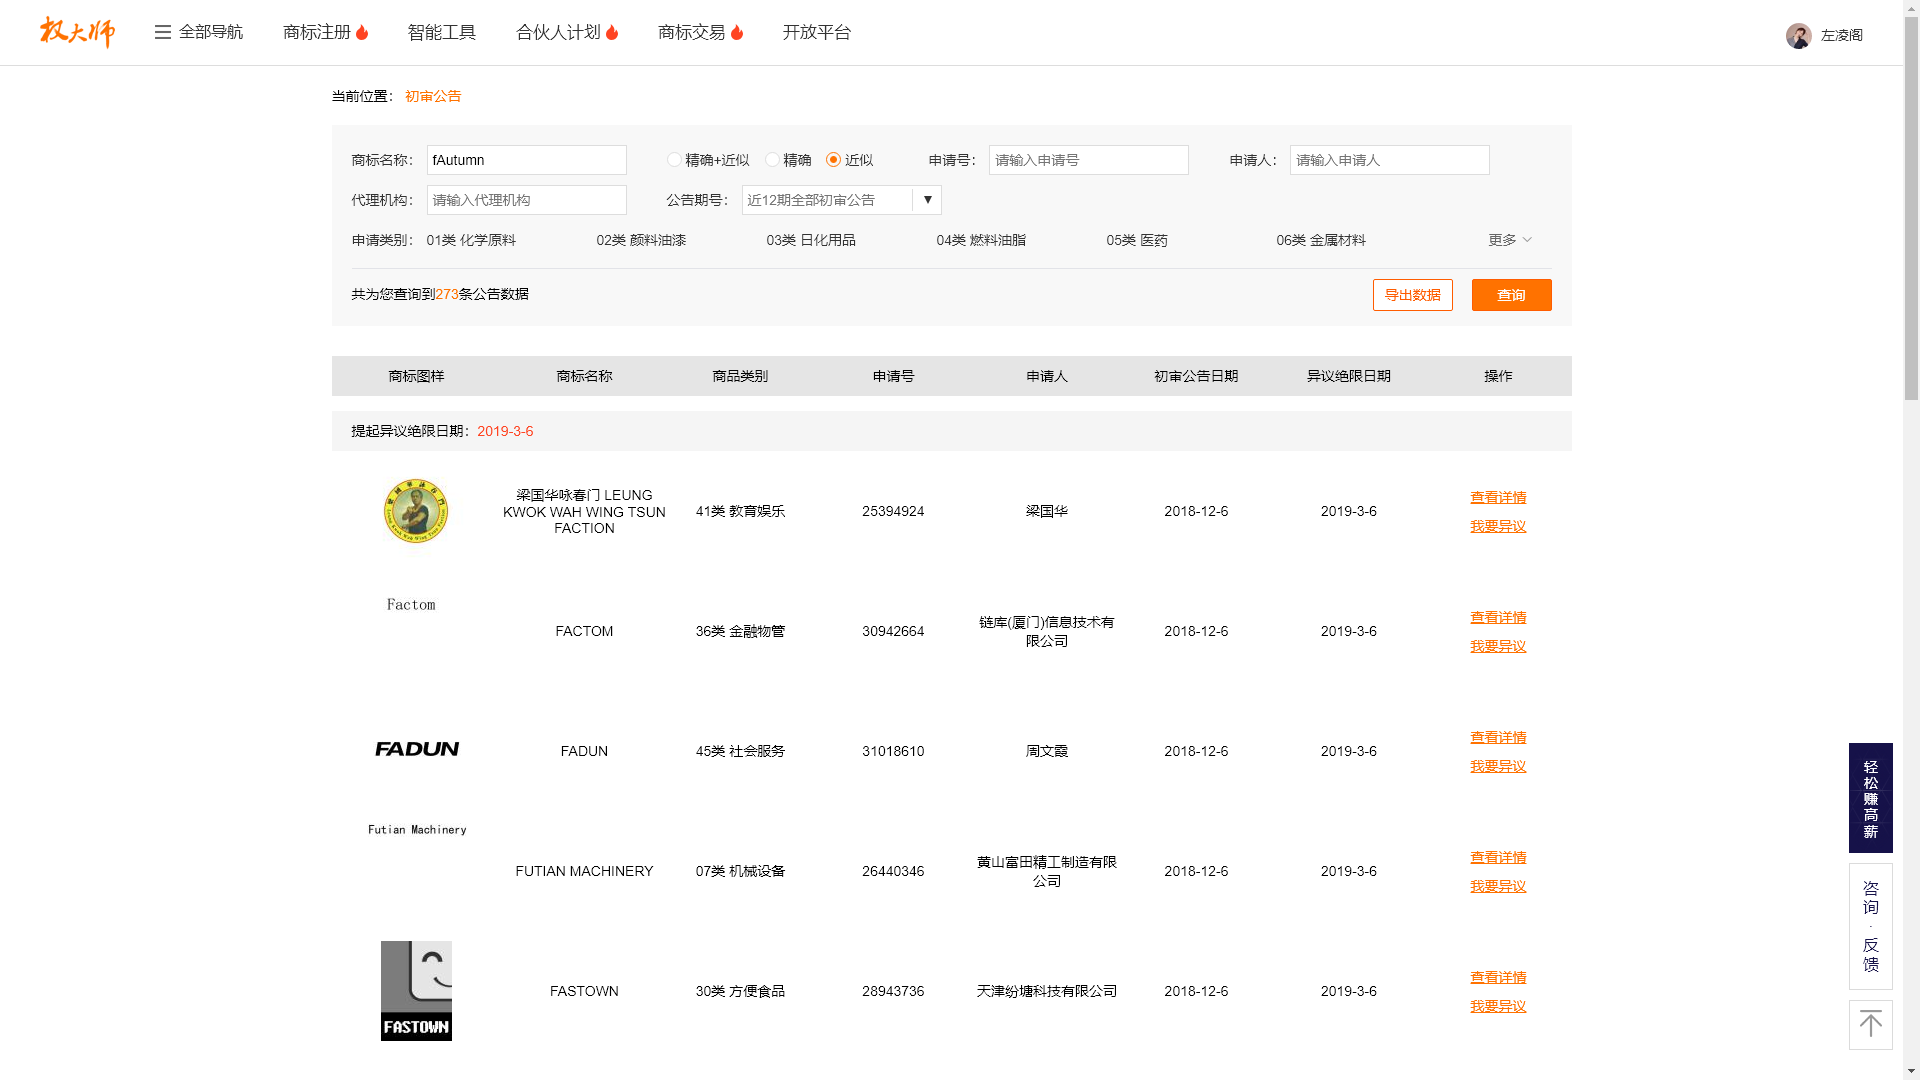 权大师 全部导航 商标注册 智能工具 合伙人计划 商标交易 开放平台 左凌阁
当前位置： 初审公告
商标名称： fAutumn 精确+近似 精确 近似 申请号： 请输入申请号 申请人： 请输入申请人
代理机构： 请输入代理机构 公告期号： 近12期全部初审公告 ▼
申请类别： 01类 化学原料 02类 颜料油漆 03类 日化用品 04类 燃料油脂 05类 医药 06类 金属材料 更多
共为您查询到273条公告数据 导出数据 查询
商标图样 商标名称 商品类别 申请号 申请人 初审公告日期 异议绝限日期 操作
提起异议绝限日期：2019-3-6
梁国华咏春门 LEUNG
KWOK WAH WING TSUN
FACTION
41类 教育娱乐 25394924 梁国华 2018-12-6 2019-3-6
查看详情
我要异议
Factom
FACTOM 36类 金融物管 30942664
链库(厦门)信息技术有
限公司
2018-12-6 2019-3-6
查看详情
我要异议
FADUN
FADUN 45类 社会服务 31018610 周文霞 2018-12-6 2019-3-6
查看详情
我要异议
Futian Machinery
FUTIAN MACHINERY 07类 机械设备 26440346
黄山富田精工制造有限
公司
2018-12-6 2019-3-6
查看详情
我要异议
FASTOWN
FASTOWN 30类 方便食品 28943736 天津纷塘科技有限公司 2018-12-6 2019-3-6
查看详情
我要异议
轻松赚高薪
咨询·反馈